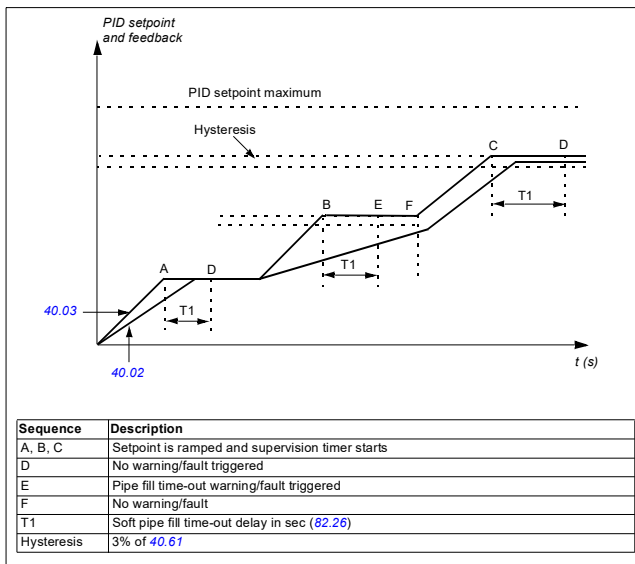 PID setpoint
and feedback
PID setpoint maximum
Hysteresis
C D
T1
B E F
T1
A D
T1
40.03
40.02
t (s)
Sequence Description
A, B, C Setpoint is ramped and supervision timer starts
D No warning/fault triggered
E Pipe fill time-out warning/fault triggered
F No warning/fault
T1 Soft pipe fill time-out delay in sec (82.26)
Hysteresis 3% of 40.61